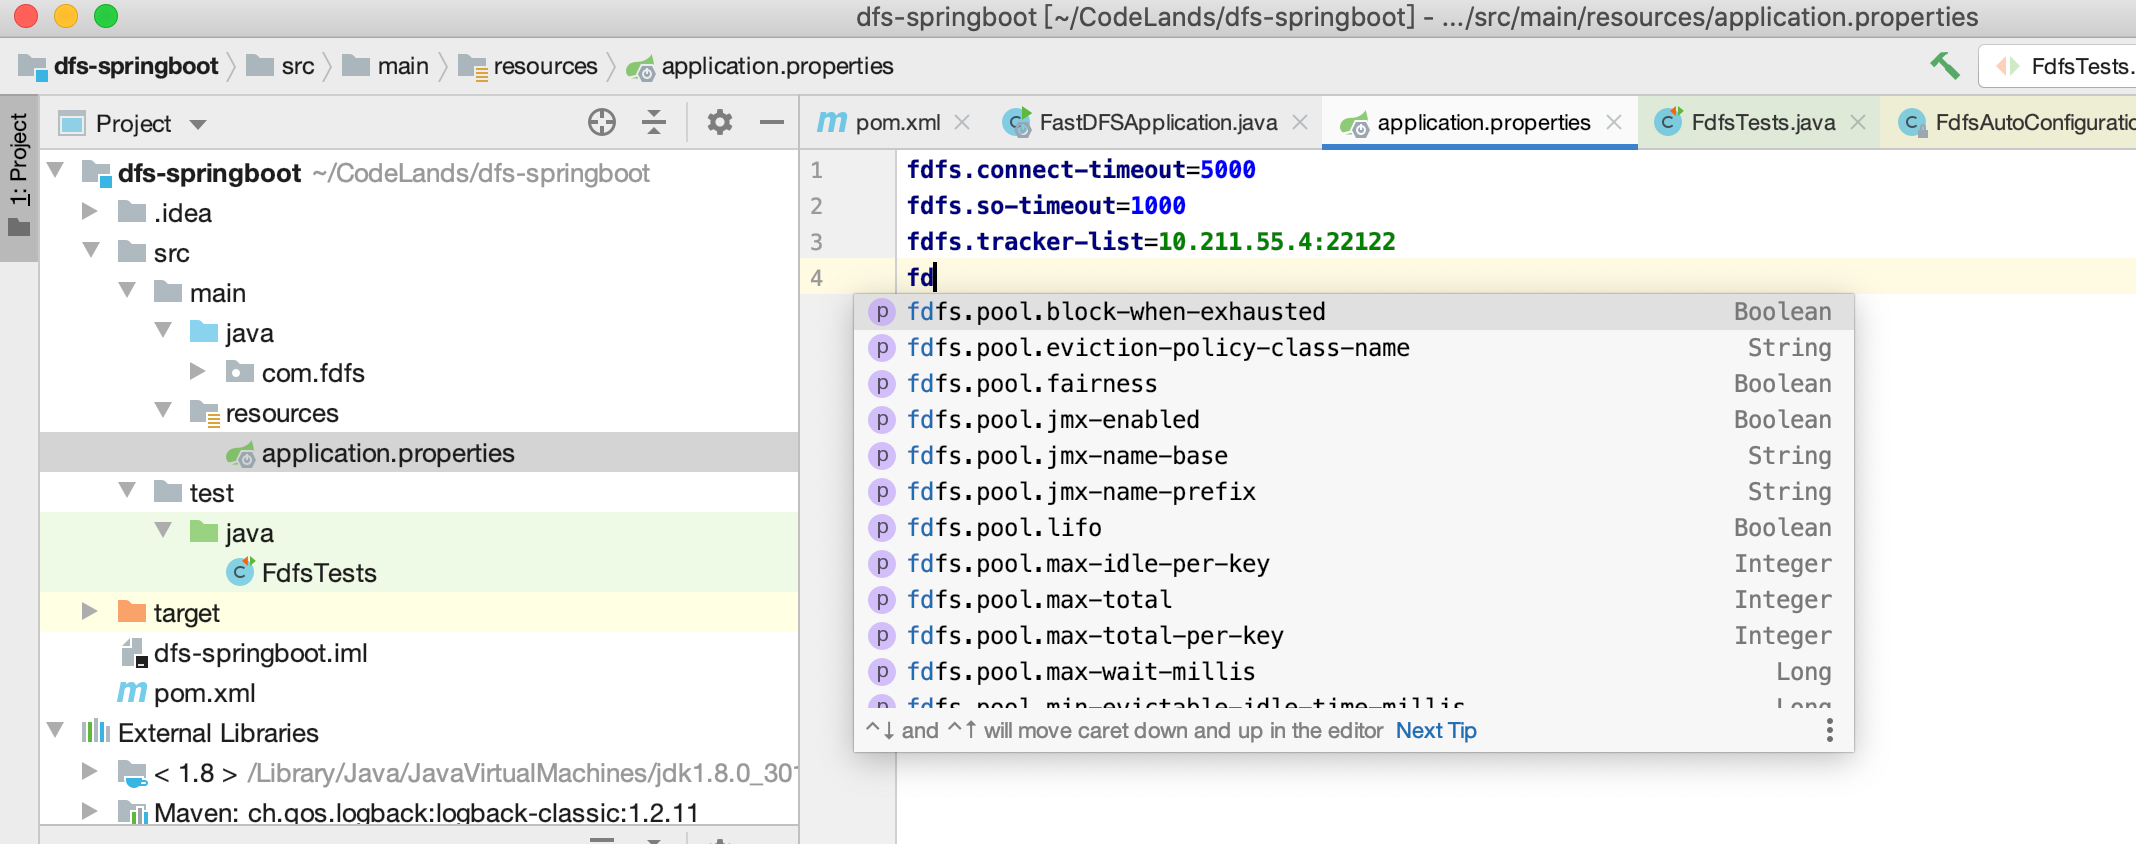 dfs-springboot [~/CodeLands/dfs-springboot] - .../src/main/resources/application.properties
dfs-springboot src main resources application.properties FdfsTests.
1: Project
Project
pom.xml FastDFSApplication.java application.properties FdfsTests.java FdfsAutoConfiguratio
dfs-springboot ~/CodeLands/dfs-springboot
.idea
src
main
java
com.fdfs
resources
application.properties
test
java
FdfsTests
target
dfs-springboot.iml
pom.xml
External Libraries
< 1.8 > /Library/Java/JavaVirtualMachines/jdk1.8.0_301
Maven: ch.qos.logback:logback-classic:1.2.11
1 fdfs.connect-timeout=5000
2 fdfs.so-timeout=1000
3 fdfs.tracker-list=10.211.55.4:22122
4 fd
p fdfs.pool.block-when-exhausted Boolean
p fdfs.pool.eviction-policy-class-name String
p fdfs.pool.fairness Boolean
p fdfs.pool.jmx-enabled Boolean
p fdfs.pool.jmx-name-base String
p fdfs.pool.jmx-name-prefix String
p fdfs.pool.lifo Boolean
p fdfs.pool.max-idle-per-key Integer
p fdfs.pool.max-total Integer
p fdfs.pool.max-total-per-key Integer
p fdfs.pool.max-wait-millis Long
p fdfs.pool.min-evictable-idle-time-millis Long
^↓ and ^↑ will move caret down and up in the editor Next Tip